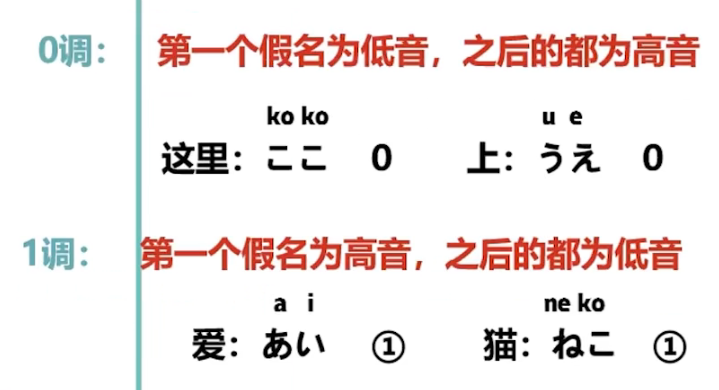 0调： 第一个假名为低音，之后的都为高音
ko ko u e
这里：ここ 0 上：うえ 0
1调： 第一个假名为高音，之后的都为低音
a i ne ko
爱：あい ① 猫：ねこ ①